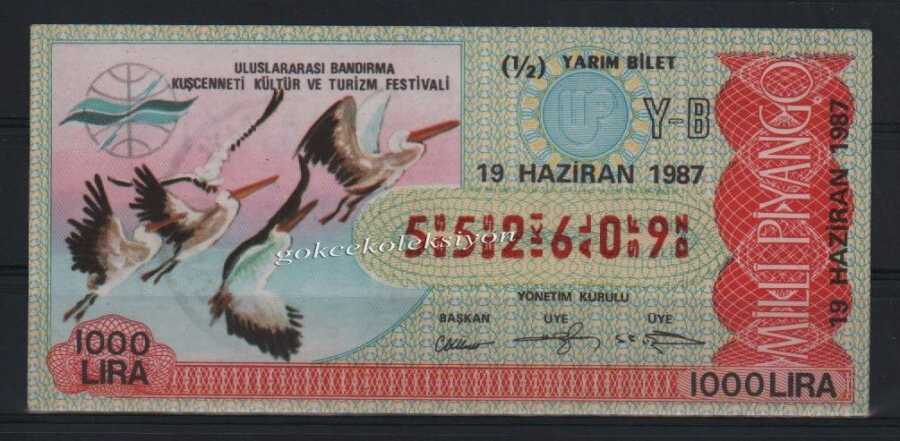 ULUSLARARASI BANDIRMA
KUŞCENNETİ KÜLTÜR VE TURİZM FESTİVALİ
(½) YARIM BİLET
Y-B
19 HAZİRAN 1987
552609
gokcekoleksiyon
YÖNETİM KURULU
BAŞKAN ÜYE ÜYE
1000
LIRA
MİLLİ PİYANGO
19 HAZİRAN 1987
1000 LIRA